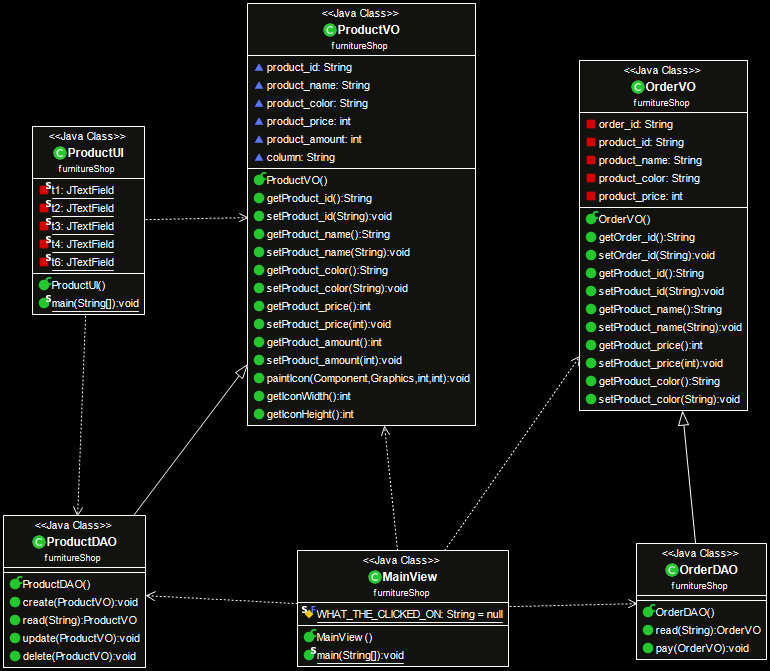 <<Java Class>>
ProductVO
furnitureShop
product_id: String
product_name: String
product_color: String
product_price: int
product_amount: int
column: String
ProductVO()
getProduct_id():String
setProduct_id(String):void
getProduct_name():String
setProduct_name(String):void
getProduct_color():String
setProduct_color(String):void
getProduct_price():int
setProduct_price(int):void
getProduct_amount():int
setProduct_amount(int):void
paintIcon(Component,Graphics,int,int):void
getIconWidth():int
getIconHeight():int
<<Java Class>>
OrderVO
furnitureShop
order_id: String
product_id: String
product_name: String
product_color: String
product_price: int
OrderVO()
getOrder_id():String
setOrder_id(String):void
getProduct_id():String
setProduct_id(String):void
getProduct_name():String
setProduct_name(String):void
getProduct_price():int
setProduct_price(int):void
getProduct_color():String
setProduct_color(String):void
<<Java Class>>
ProductUI
furnitureShop
t1: JTextField
t2: JTextField
t3: JTextField
t4: JTextField
t6: JTextField
ProductUI()
main(String[]):void
<<Java Class>>
ProductDAO
furnitureShop
ProductDAO()
create(ProductVO):void
read(String):ProductVO
update(ProductVO):void
delete(ProductVO):void
<<Java Class>>
MainView
furnitureShop
WHAT_THE_CLICKED_ON: String = null
MainView()
main(String[]):void
<<Java Class>>
OrderDAO
furnitureShop
OrderDAO()
read(String):OrderVO
pay(OrderVO):void